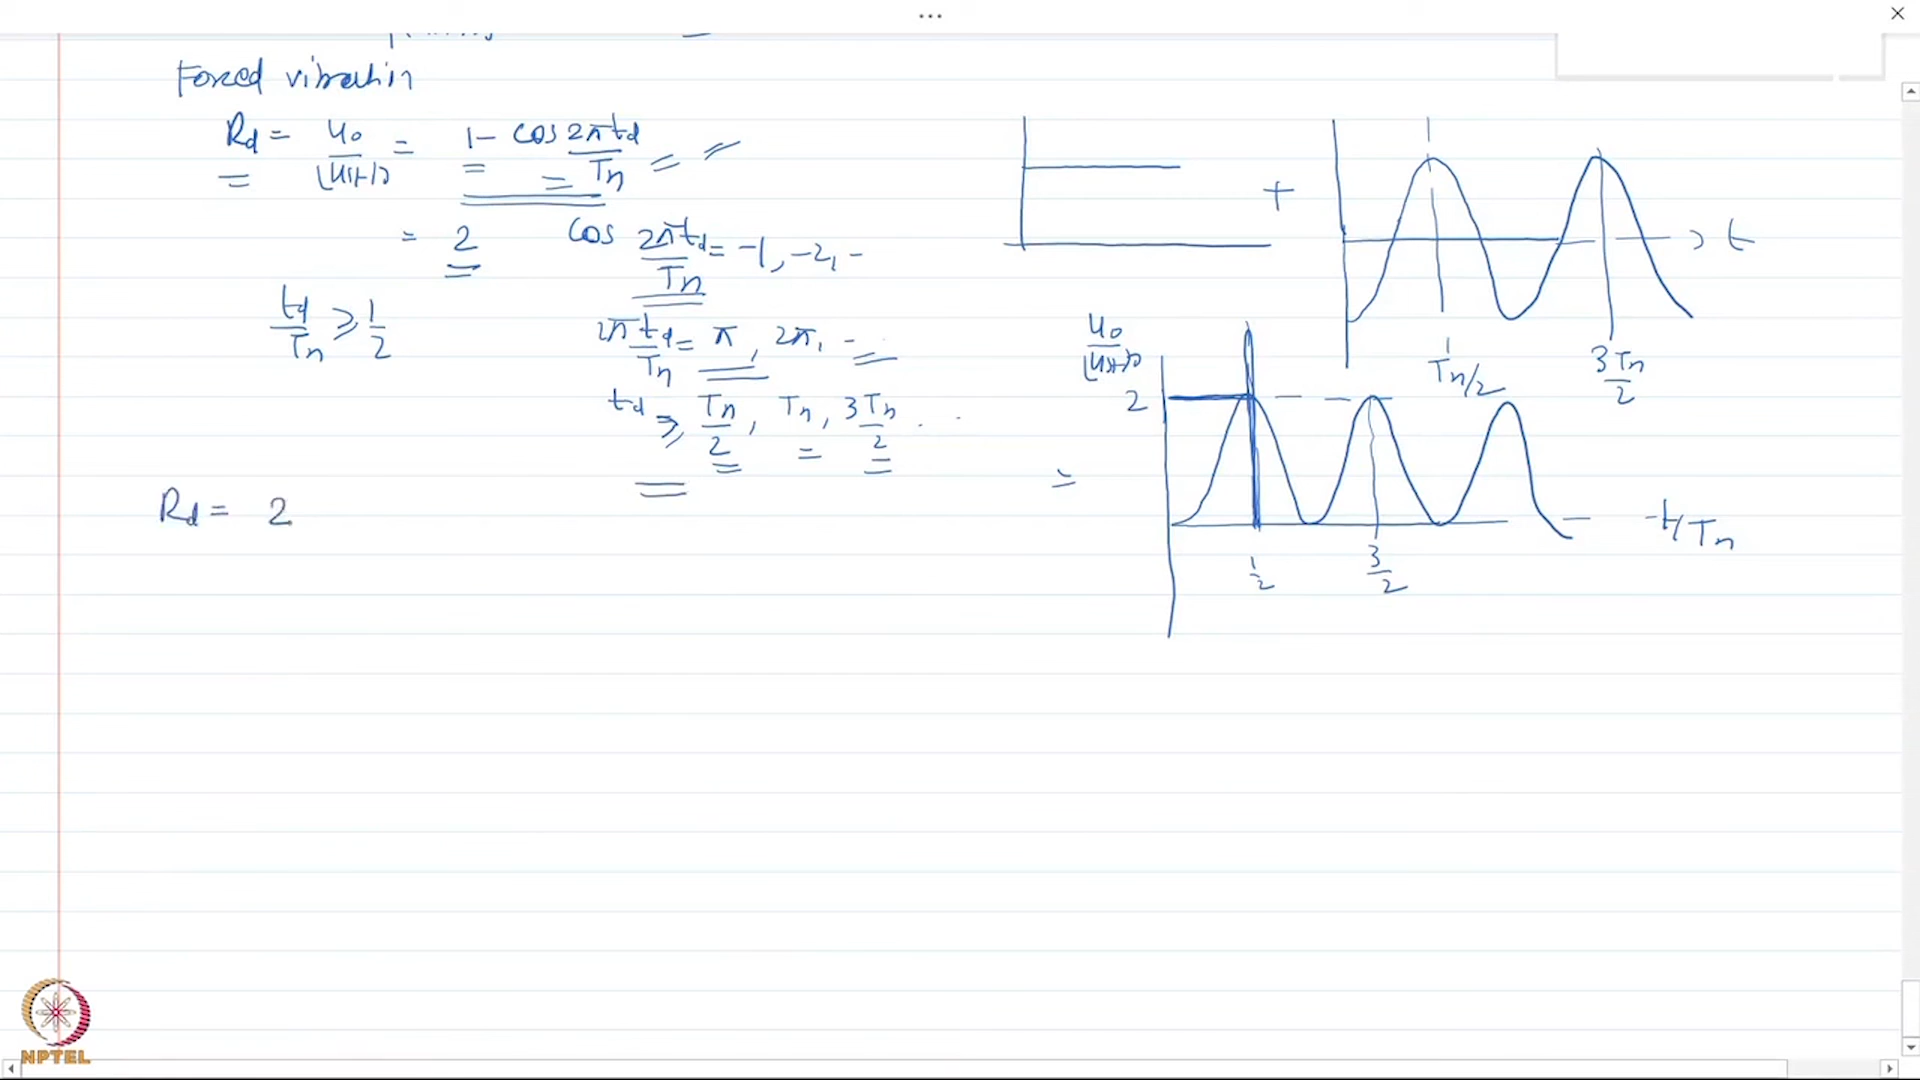 Forced vibration
Rd = u0 / (ust)0 = 1 - cos 2πtd / Tn =
= 2 cos 2πtd / Tn = -1, -2, -
td / Tn ≥ 1/2
2πtd / Tn = π, 2π, -
td ≥ Tn/2, Tn, 3Tn/2 . .
Rd = 2
+
t
Tn/2
3Tn/2
u0 / (ust)0
2
=
1/2
3/2
t/Tn
NPTEL